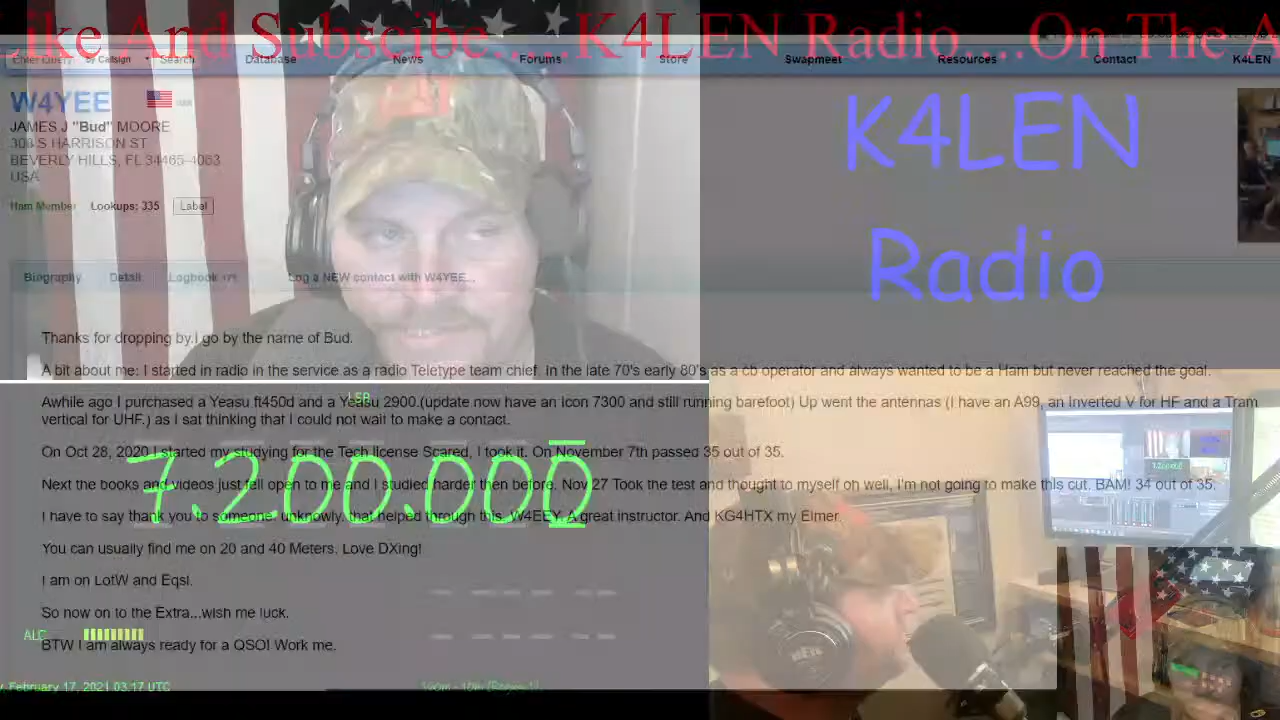 ike And Subscibe.... K4LEN Radio.....On The A
Enter Query by Callsign Search Database News Forums Store Swapmeet Resources Contact K4LEN
W4YEE
USA
JAMES J "Bud" MOORE
308 S HARRISON ST
BEVERLY HILLS, FL 34465-4063
USA
Ham Member Lookups: 335 Label
K4LEN
Radio
Biography Detail Logbook Log a NEW contact with W4YEE...
Thanks for dropping by.I go by the name of Bud.
A bit about me: I started in radio in the service as a radio Teletype team chief. In the late 70's early 80's as a cb operator and always wanted to be a Ham but never reached the goal.
LSB
Awhile ago I purchased a Yeasu ft450d and a Yeasu 2900.(update now have an Icon 7300 and still running barefoot) Up went the antennas (I have an A99, an Inverted V for HF and a Tram
vertical for UHF.) as I sat thinking that I could not wait to make a contact.
On Oct 28, 2020 I started my studying for the Tech license Scared, I took it. On November 7th passed 35 out of 35.
7.200.000
Next the books and videos just fell open to me and I studied harder then before. Nov 27 Took the test and thought to myself oh well, I'm not going to make this cut. BAM! 34 out of 35.
I have to say thank you to someone, unknowly, that helped through this. W4EEY. A great instructor. And KG4HTX my Elmer.
You can usually find me on 20 and 40 Meters. Love DXing!
I am on LotW and Eqsl.
So now on to the Extra...wish me luck.
ALC
BTW I am always ready for a QSO! Work me.
February 17, 2021 03:17 UTC